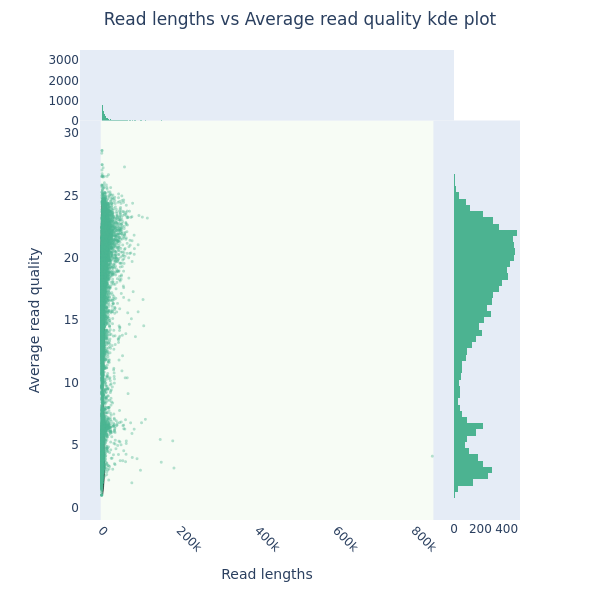 Read lengths vs Average read quality kde plot
3000
2000
1000
0
30
25
20
15
10
5
0
Average read quality
0
200k
400k
600k
800k
0 200 400
Read lengths